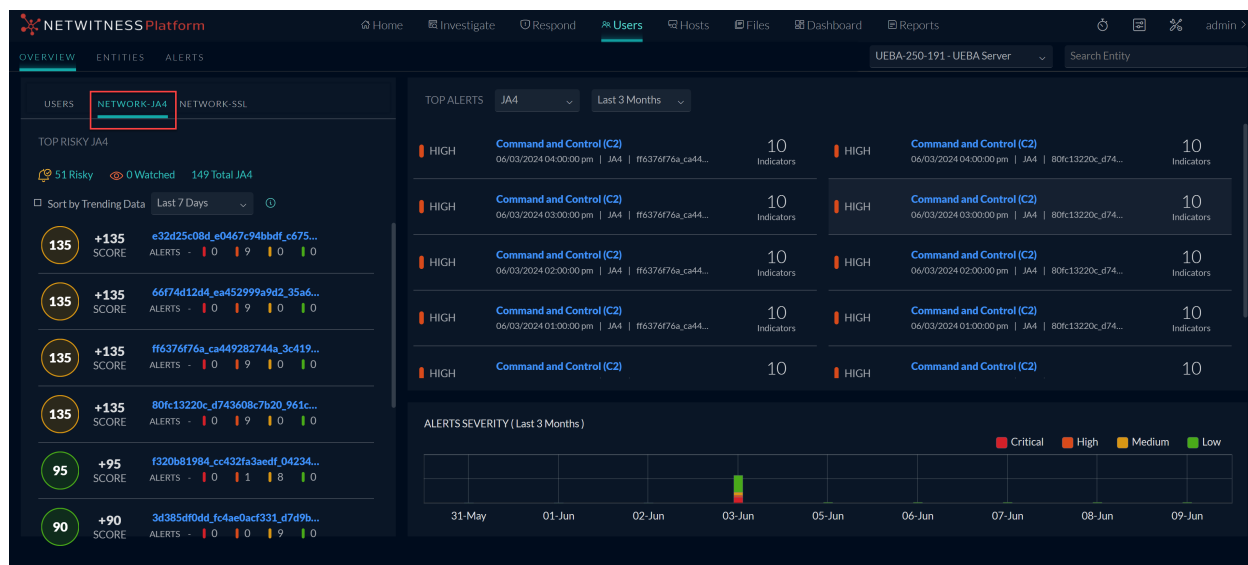 NETWITNESS Platform
Home Investigate Respond Users Hosts Files Dashboard Reports admin >
OVERVIEW ENTITIES ALERTS
UEBA-250-191 - UEBA Server Search Entity
USERS NETWORK-JA4 NETWORK-SSL
TOP RISKY JA4
51 Risky 0 Watched 149 Total JA4
Sort by Trending Data Last 7 Days
135 +135 SCORE e32d25c08d_e0467c94bbdf_c675...
ALERTS - 0 9 0 0
135 +135 SCORE 66f74d12d4_ea452999a9d2_35a6...
ALERTS - 0 9 0 0
135 +135 SCORE ff6376f76a_ca449282744a_3c419...
ALERTS - 0 9 0 0
135 +135 SCORE 80fc13220c_d743608c7b20_961c...
ALERTS - 0 9 0 0
95 +95 SCORE f320b81984_cc432fa3aedf_04234...
ALERTS - 0 1 8 0
90 +90 SCORE 3d385df0dd_fc4ae0acf331_d7d9b...
ALERTS - 0 0 9 0
TOP ALERTS JA4 Last 3 Months
HIGH Command and Control (C2) 10
06/03/2024 04:00:00 pm | JA4 | ff6376f76a_ca44... Indicators
HIGH Command and Control (C2) 10
06/03/2024 04:00:00 pm | JA4 | 80fc13220c_d74... Indicators
HIGH Command and Control (C2) 10
06/03/2024 03:00:00 pm | JA4 | ff6376f76a_ca44... Indicators
HIGH Command and Control (C2) 10
06/03/2024 03:00:00 pm | JA4 | 80fc13220c_d74... Indicators
HIGH Command and Control (C2) 10
06/03/2024 02:00:00 pm | JA4 | ff6376f76a_ca44... Indicators
HIGH Command and Control (C2) 10
06/03/2024 02:00:00 pm | JA4 | 80fc13220c_d74... Indicators
HIGH Command and Control (C2) 10
06/03/2024 01:00:00 pm | JA4 | ff6376f76a_ca44... Indicators
HIGH Command and Control (C2) 10
06/03/2024 01:00:00 pm | JA4 | 80fc13220c_d74... Indicators
HIGH Command and Control (C2) 10
HIGH Command and Control (C2) 10
ALERTS SEVERITY ( Last 3 Months )
Critical High Medium Low
31-May 01-Jun 02-Jun 03-Jun 05-Jun 06-Jun 07-Jun 08-Jun 09-Jun